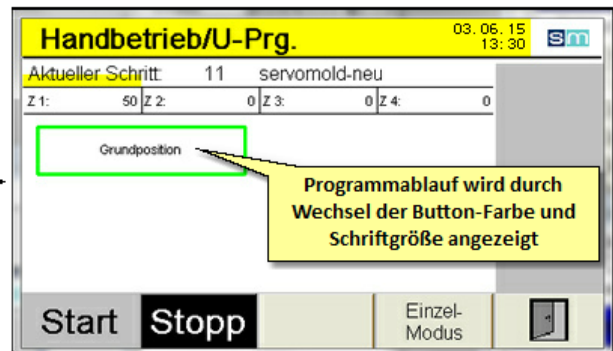 Handbetrieb/U-Prg.
03. 06. 15
13: 30
sm
Aktueller Schritt: 11 servomold-neu
Z 1: 50 Z 2: 0 Z 3: 0 Z 4: 0
Grundposition
Programmablauf wird durch
Wechsel der Button-Farbe und
Schriftgröße angezeigt
Start Stopp
Einzel-
Modus